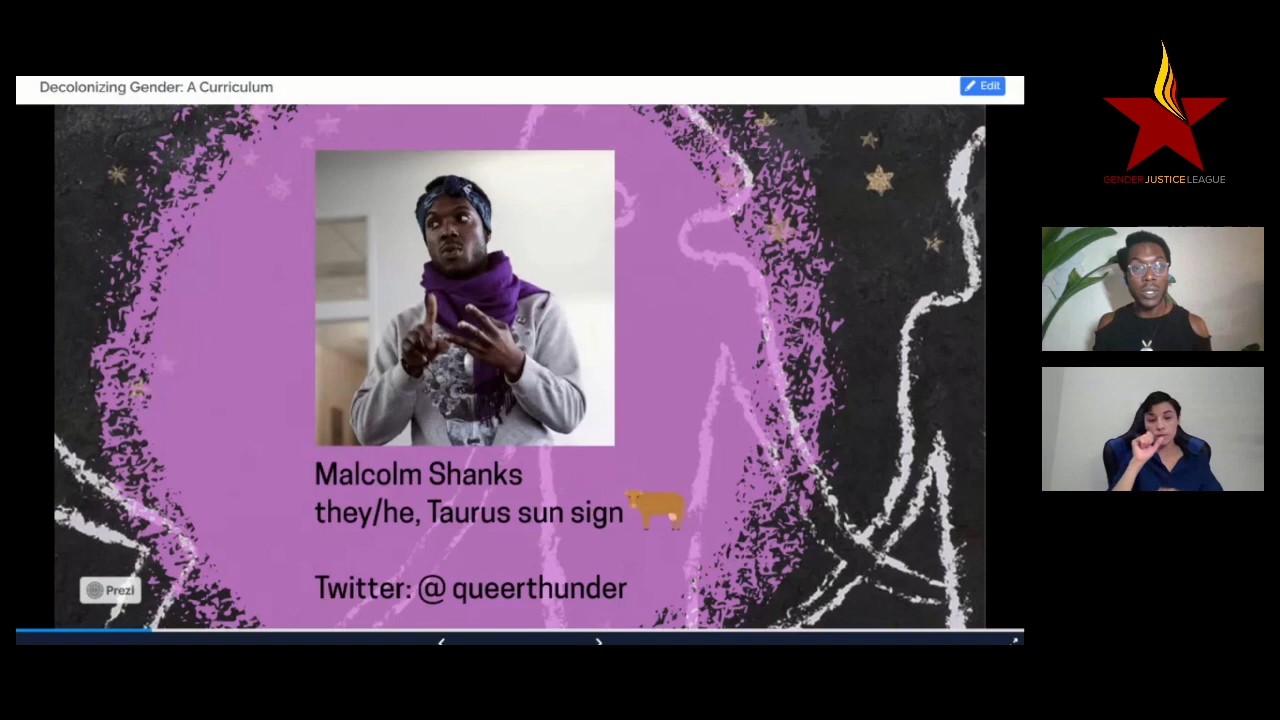 Decolonizing Gender: A Curriculum
Edit
GENDER JUSTICE LEAGUE
Malcolm Shanks
they/he, Taurus sun sign
Twitter: @ queerthunder
Prezi